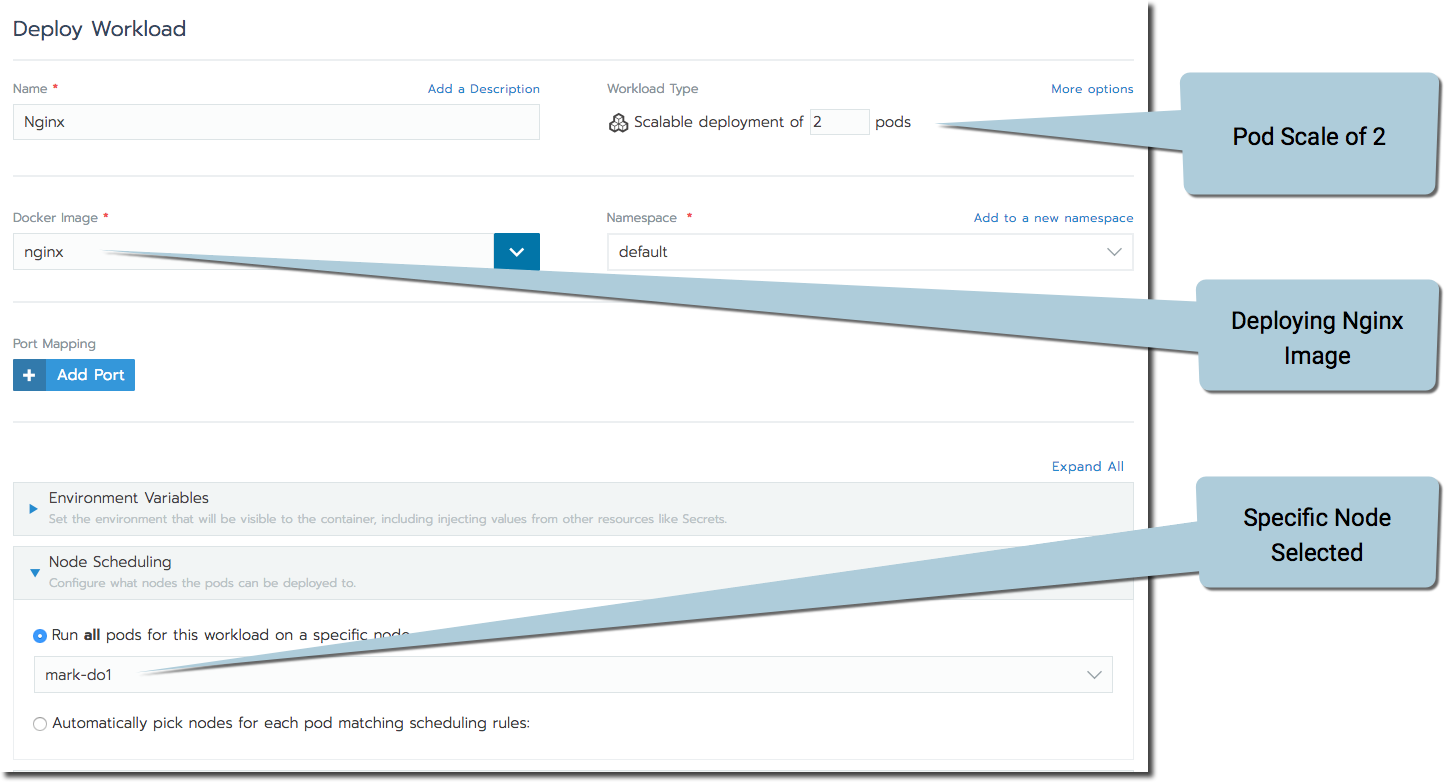 Deploy Workload
Name *
Add a Description
Workload Type
More options
Nginx
Scalable deployment of 2 pods
Pod Scale of 2
Docker Image *
Namespace *
Add to a new namespace
nginx
default
Deploying Nginx
Image
Port Mapping
+ Add Port
Expand All
Environment Variables
Set the environment that will be visible to the container, including injecting values from other resources like Secrets.
Specific Node
Selected
Node Scheduling
Configure what nodes the pods can be deployed to.
Run all pods for this workload on a specific node
mark-do1
Automatically pick nodes for each pod matching scheduling rules: